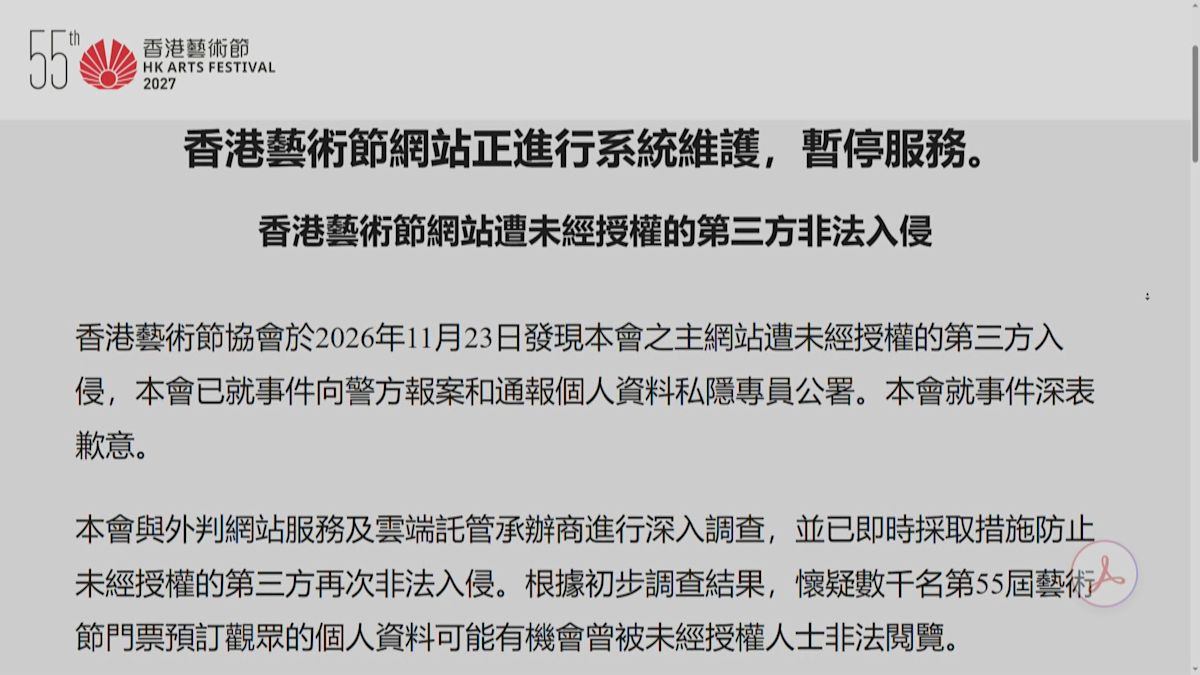 55th
香港藝術節
HK ARTS FESTIVAL
2027
香港藝術節網站正進行系統維護，暫停服務。
香港藝術節網站遭未經授權的第三方非法入侵
香港藝術節協會於2026年11月23日發現本會之主網站遭未經授權的第三方入
侵，本會已就事件向警方報案和通報個人資料私隱專員公署。本會就事件深表
歉意。
本會與外判網站服務及雲端託管承辦商進行深入調查，並已即時採取措施防止
未經授權的第三方再次非法入侵。根據初步調查結果，懷疑數千名第55屆藝術
節門票預訂觀眾的個人資料可能有機會曾被未經授權人士非法閱覽。